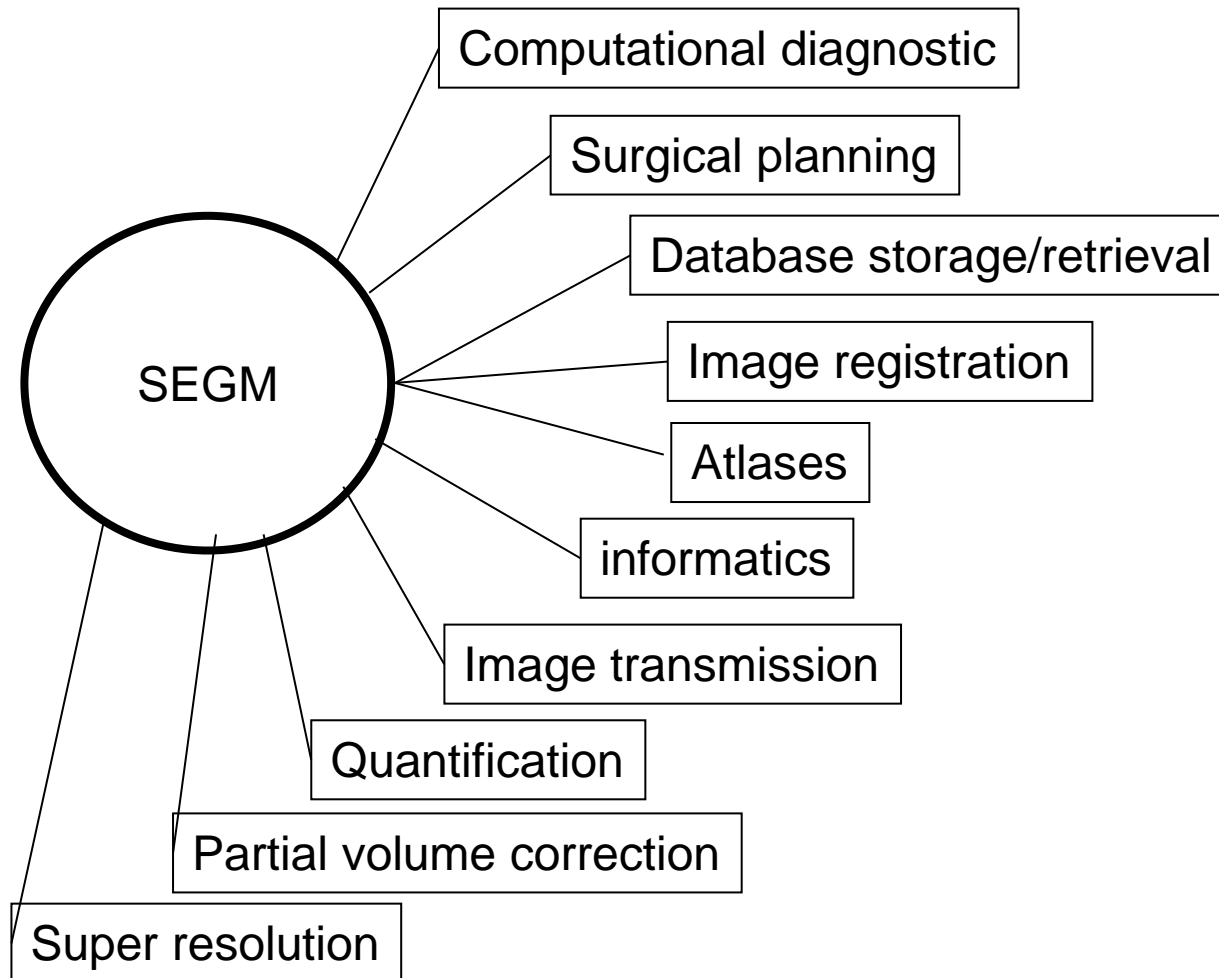 Computational diagnostic
Surgical planning
Database storage/retrieval
Image registration
SEGM
Atlases
informatics
Image transmission
Quantification
Partial volume correction
Super resolution